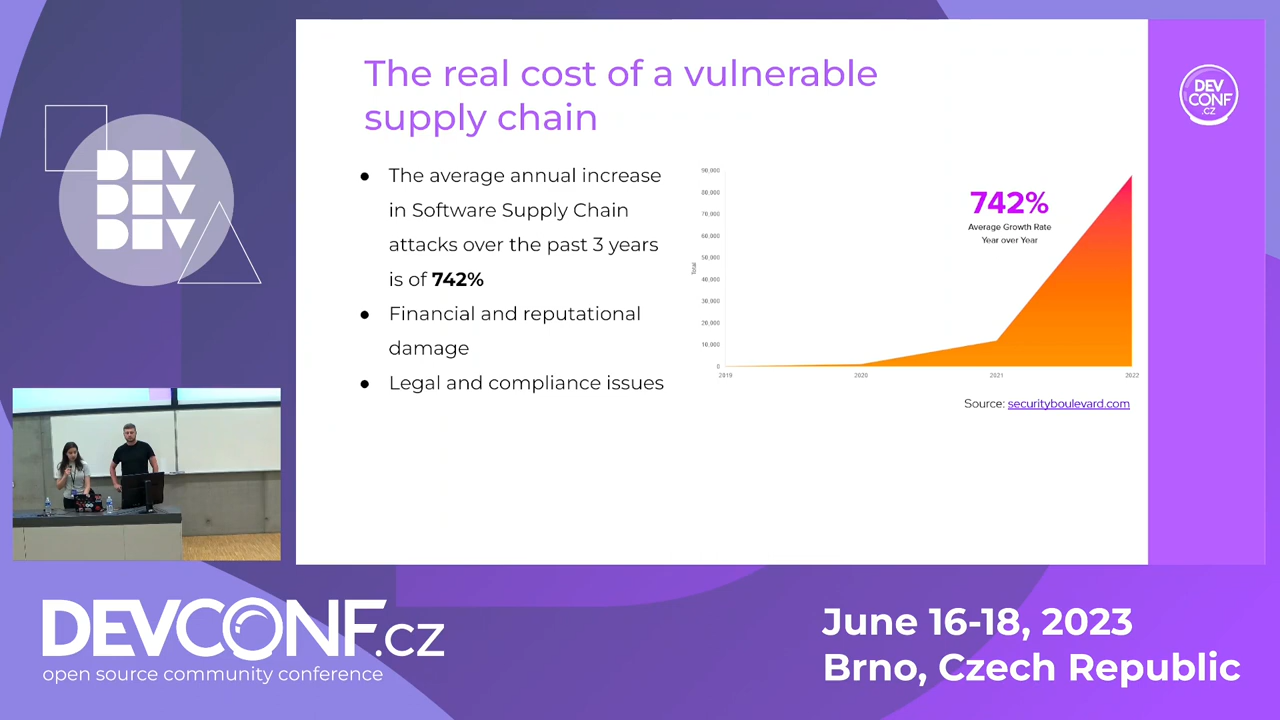 The real cost of a vulnerable
supply chain
● The average annual increase
in Software Supply Chain
attacks over the past 3 years
is of 742%
● Financial and reputational
damage
● Legal and compliance issues
90,000
80,000
70,000
60,000
50,000
40,000
30,000
20,000
10,000
0
Total
2019
2020
2021
2022
742%
Average Growth Rate
Year over Year
Source: securityboulevard.com
DEV
CONF
.CZ
DEV
DEV
DEV
DEVCONF.cz
open source community conference
June 16-18, 2023
Brno, Czech Republic